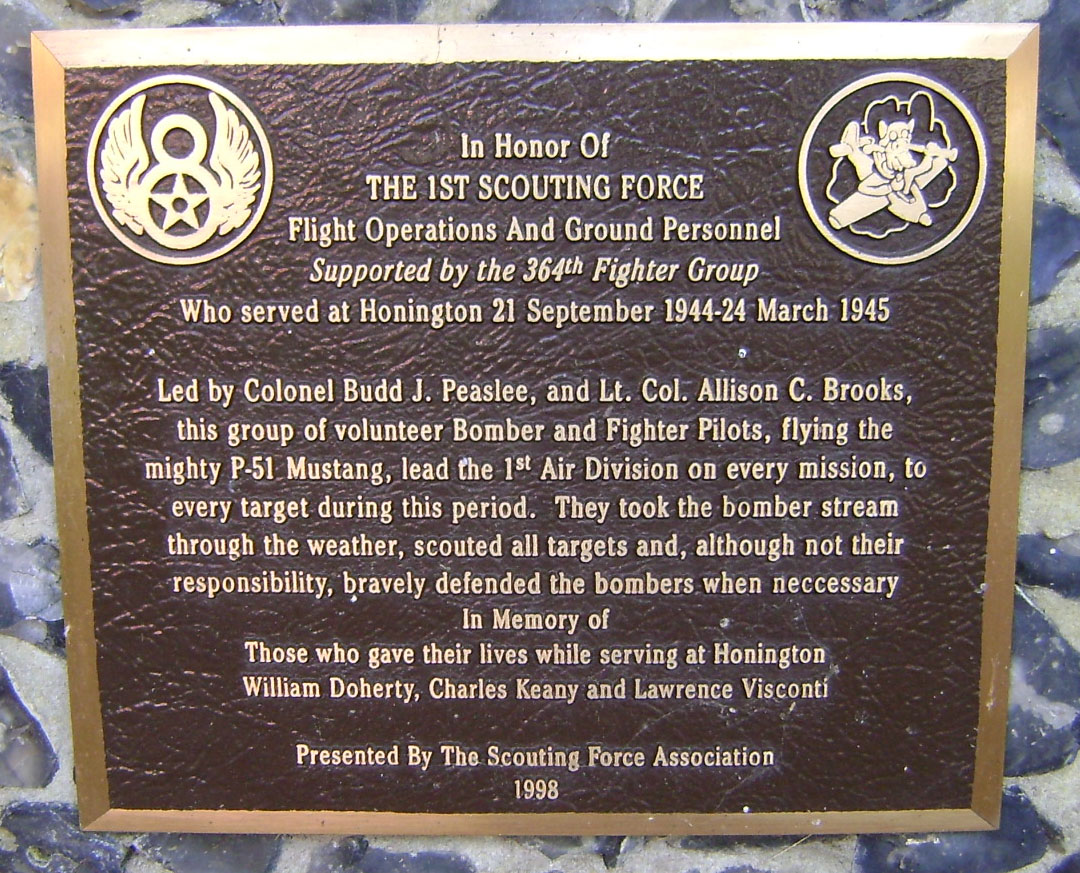 In Honor Of
THE 1ST SCOUTING FORCE
Flight Operations And Ground Personnel
Supported by the 364th Fighter Group
Who served at Honington 21 September 1944-24 March 1945
Led by Colonel Budd J. Peaslee, and Lt. Col. Allison C. Brooks,
this group of volunteer Bomber and Fighter Pilots, flying the
mighty P-51 Mustang, lead the 1st Air Division on every mission, to
every target during this period. They took the bomber stream
through the weather, scouted all targets and, although not their
responsibility, bravely defended the bombers when neccessary
In Memory of
Those who gave their lives while serving at Honington
William Doherty, Charles Keany and Lawrence Visconti
Presented By The Scouting Force Association
1998